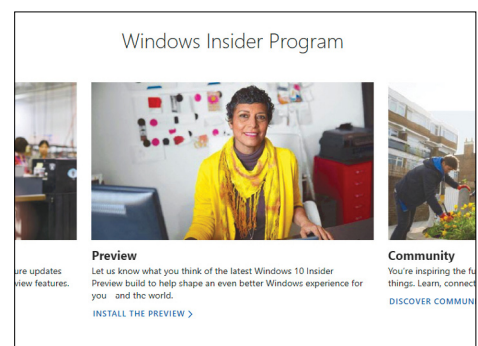 Windows Insider Program
ure updates
view features.
Preview
Let us know what you think of the latest Windows 10 Insider
Preview build to help shape an even better Windows experience for
you and the world.
INSTALL THE PREVIEW >
Community
You're inspiring the fu
things. Learn, connect
DISCOVER COMMUN